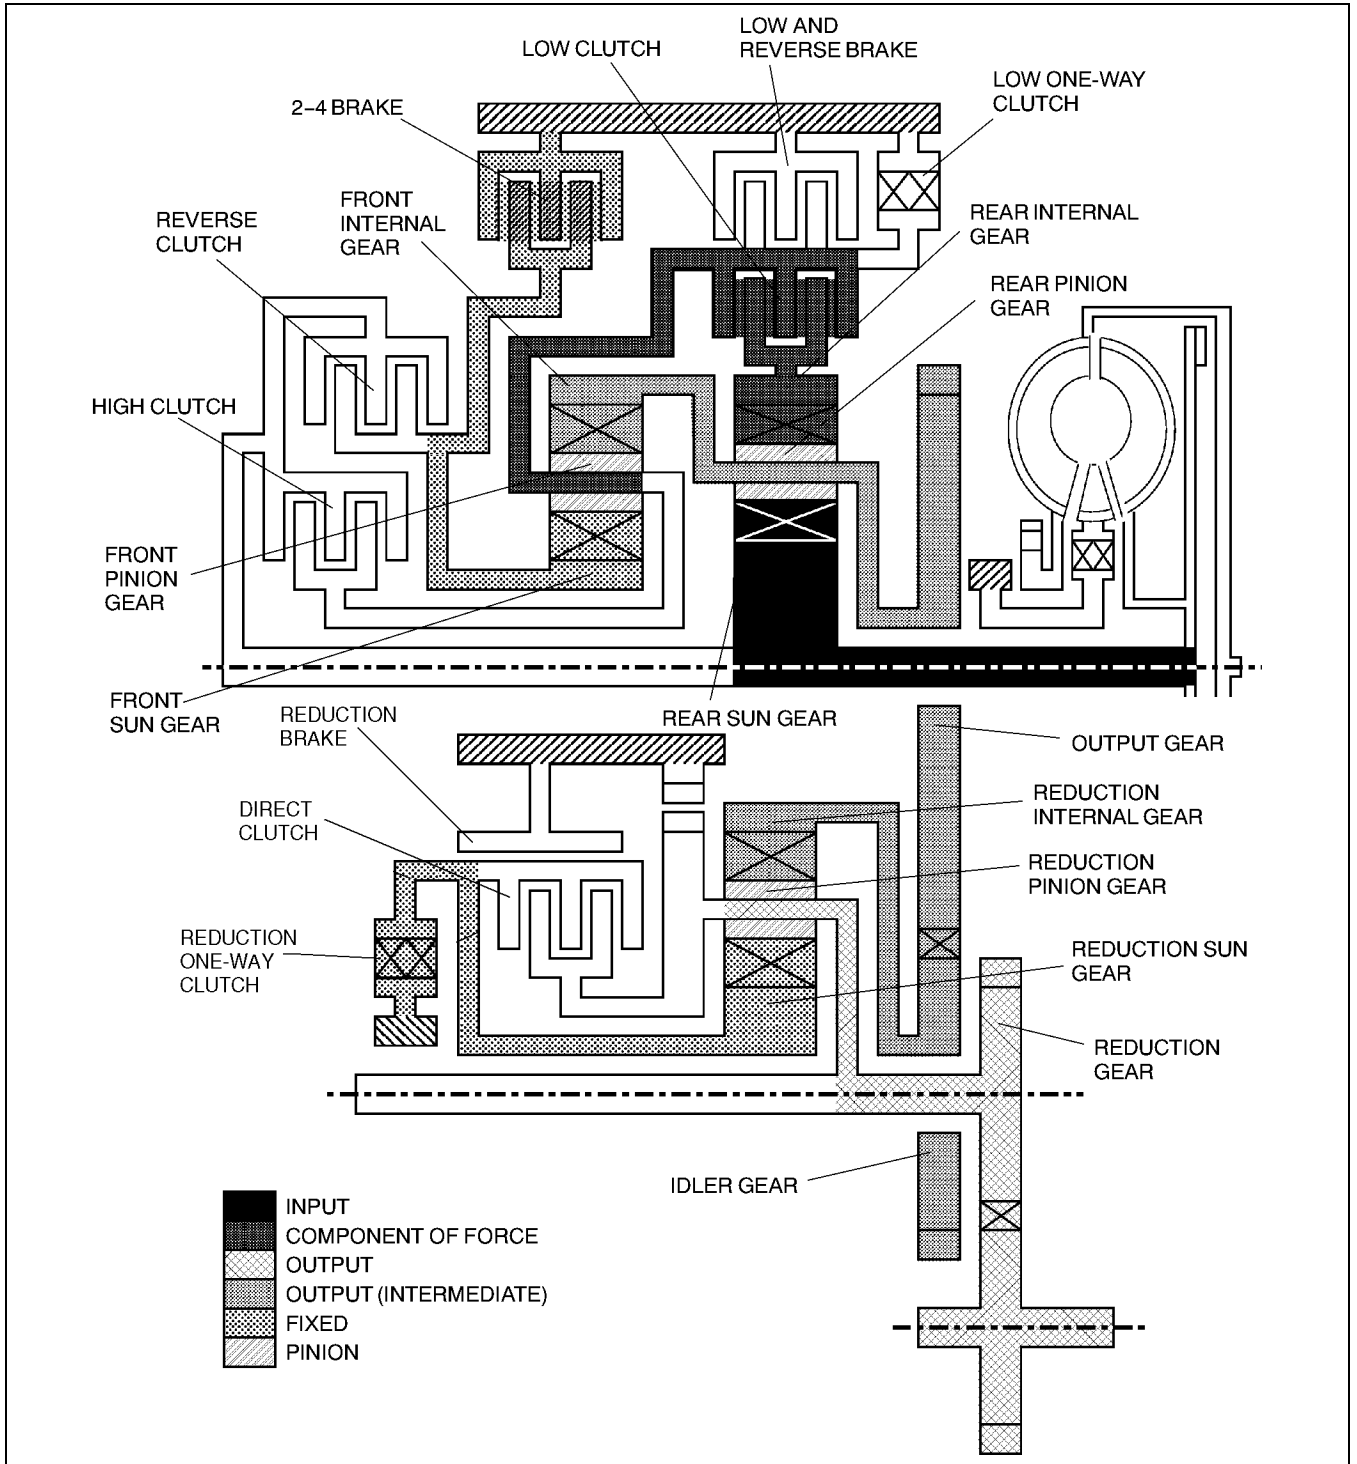 LOW AND
REVERSE BRAKE
LOW CLUTCH
LOW ONE-WAY
CLUTCH
2-4 BRAKE
FRONT
INTERNAL
GEAR
REVERSE
CLUTCH
REAR INTERNAL
GEAR
REAR PINION
GEAR
HIGH CLUTCH
FRONT
PINION
GEAR
FRONT
SUN GEAR
REAR SUN GEAR
REDUCTION
BRAKE
OUTPUT GEAR
DIRECT
CLUTCH
REDUCTION
INTERNAL GEAR
REDUCTION
PINION GEAR
REDUCTION
ONE-WAY
CLUTCH
REDUCTION SUN
GEAR
REDUCTION
GEAR
IDLER GEAR
INPUT
COMPONENT OF FORCE
OUTPUT
OUTPUT (INTERMEDIATE)
FIXED
PINION